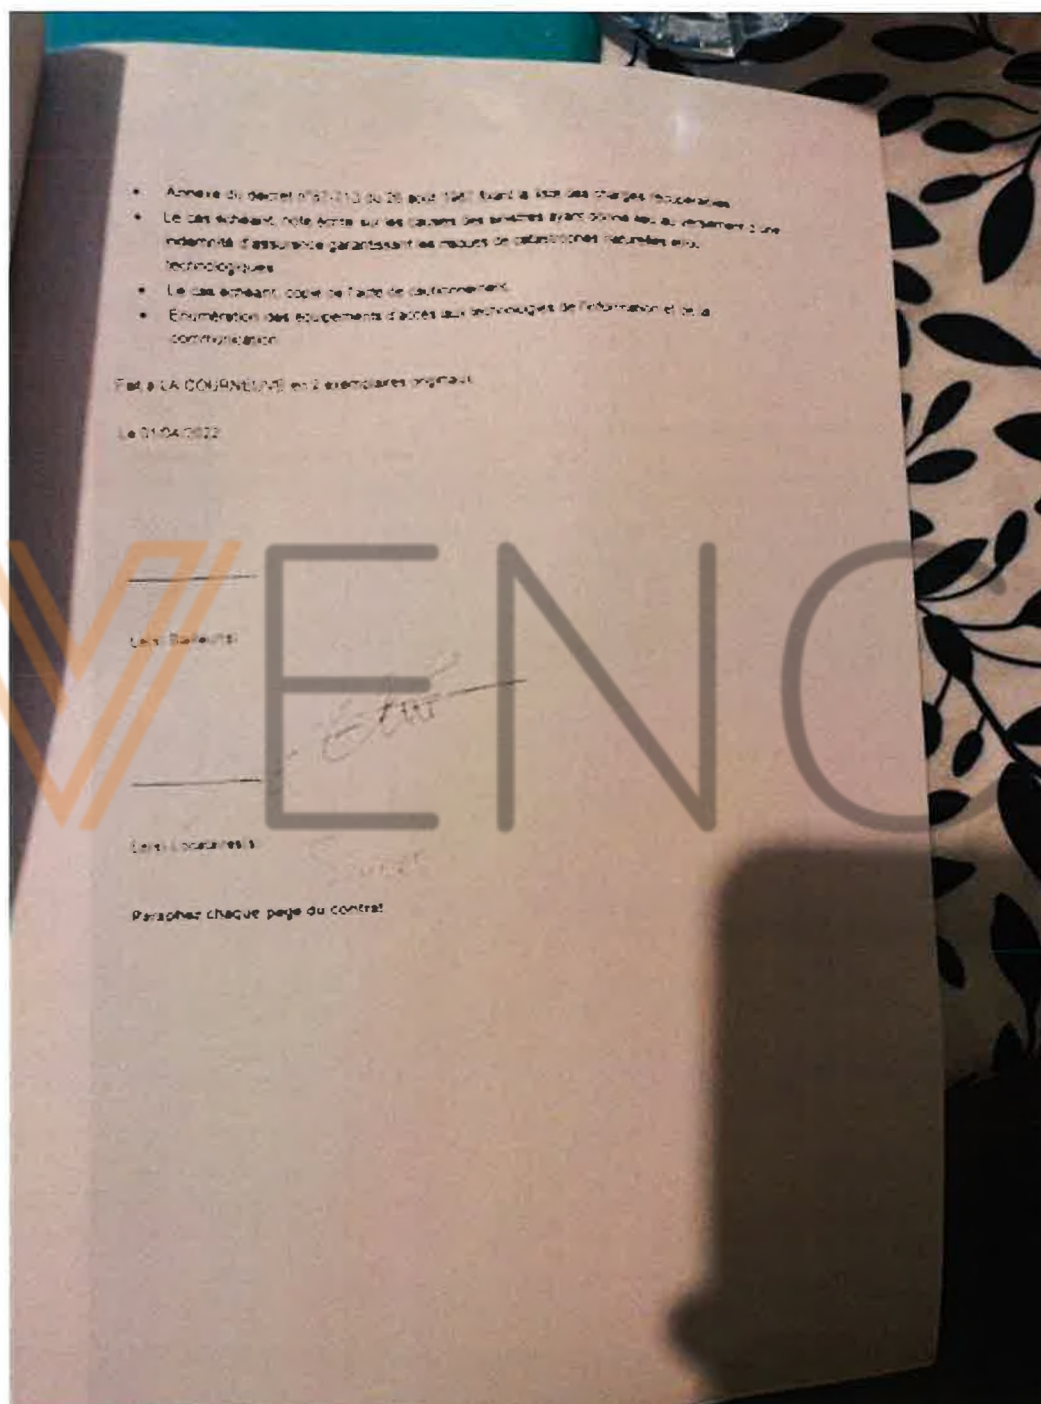 • Annexe du décret n°87-713 du 26 août 1987 fixant la liste des charges récupérables
• Le cas échéant, note écrite sur les causes des sinistres ayant donné lieu au versement d'une
indemnité d'assurance garantissant les risques de catastrophes naturelles et/ou
technologiques
• Le cas échéant, copie de l'acte de cautionnement
• Enumération des équipements d'accès aux technologies de l'information et de la
communication
Fait à LA COURNEUVE en 2 exemplaires originaux
Le 01/04/2022
Le(s) Bailleur(s)
Le(s) Locataire(s)
Paraphez chaque page du contrat
VENC